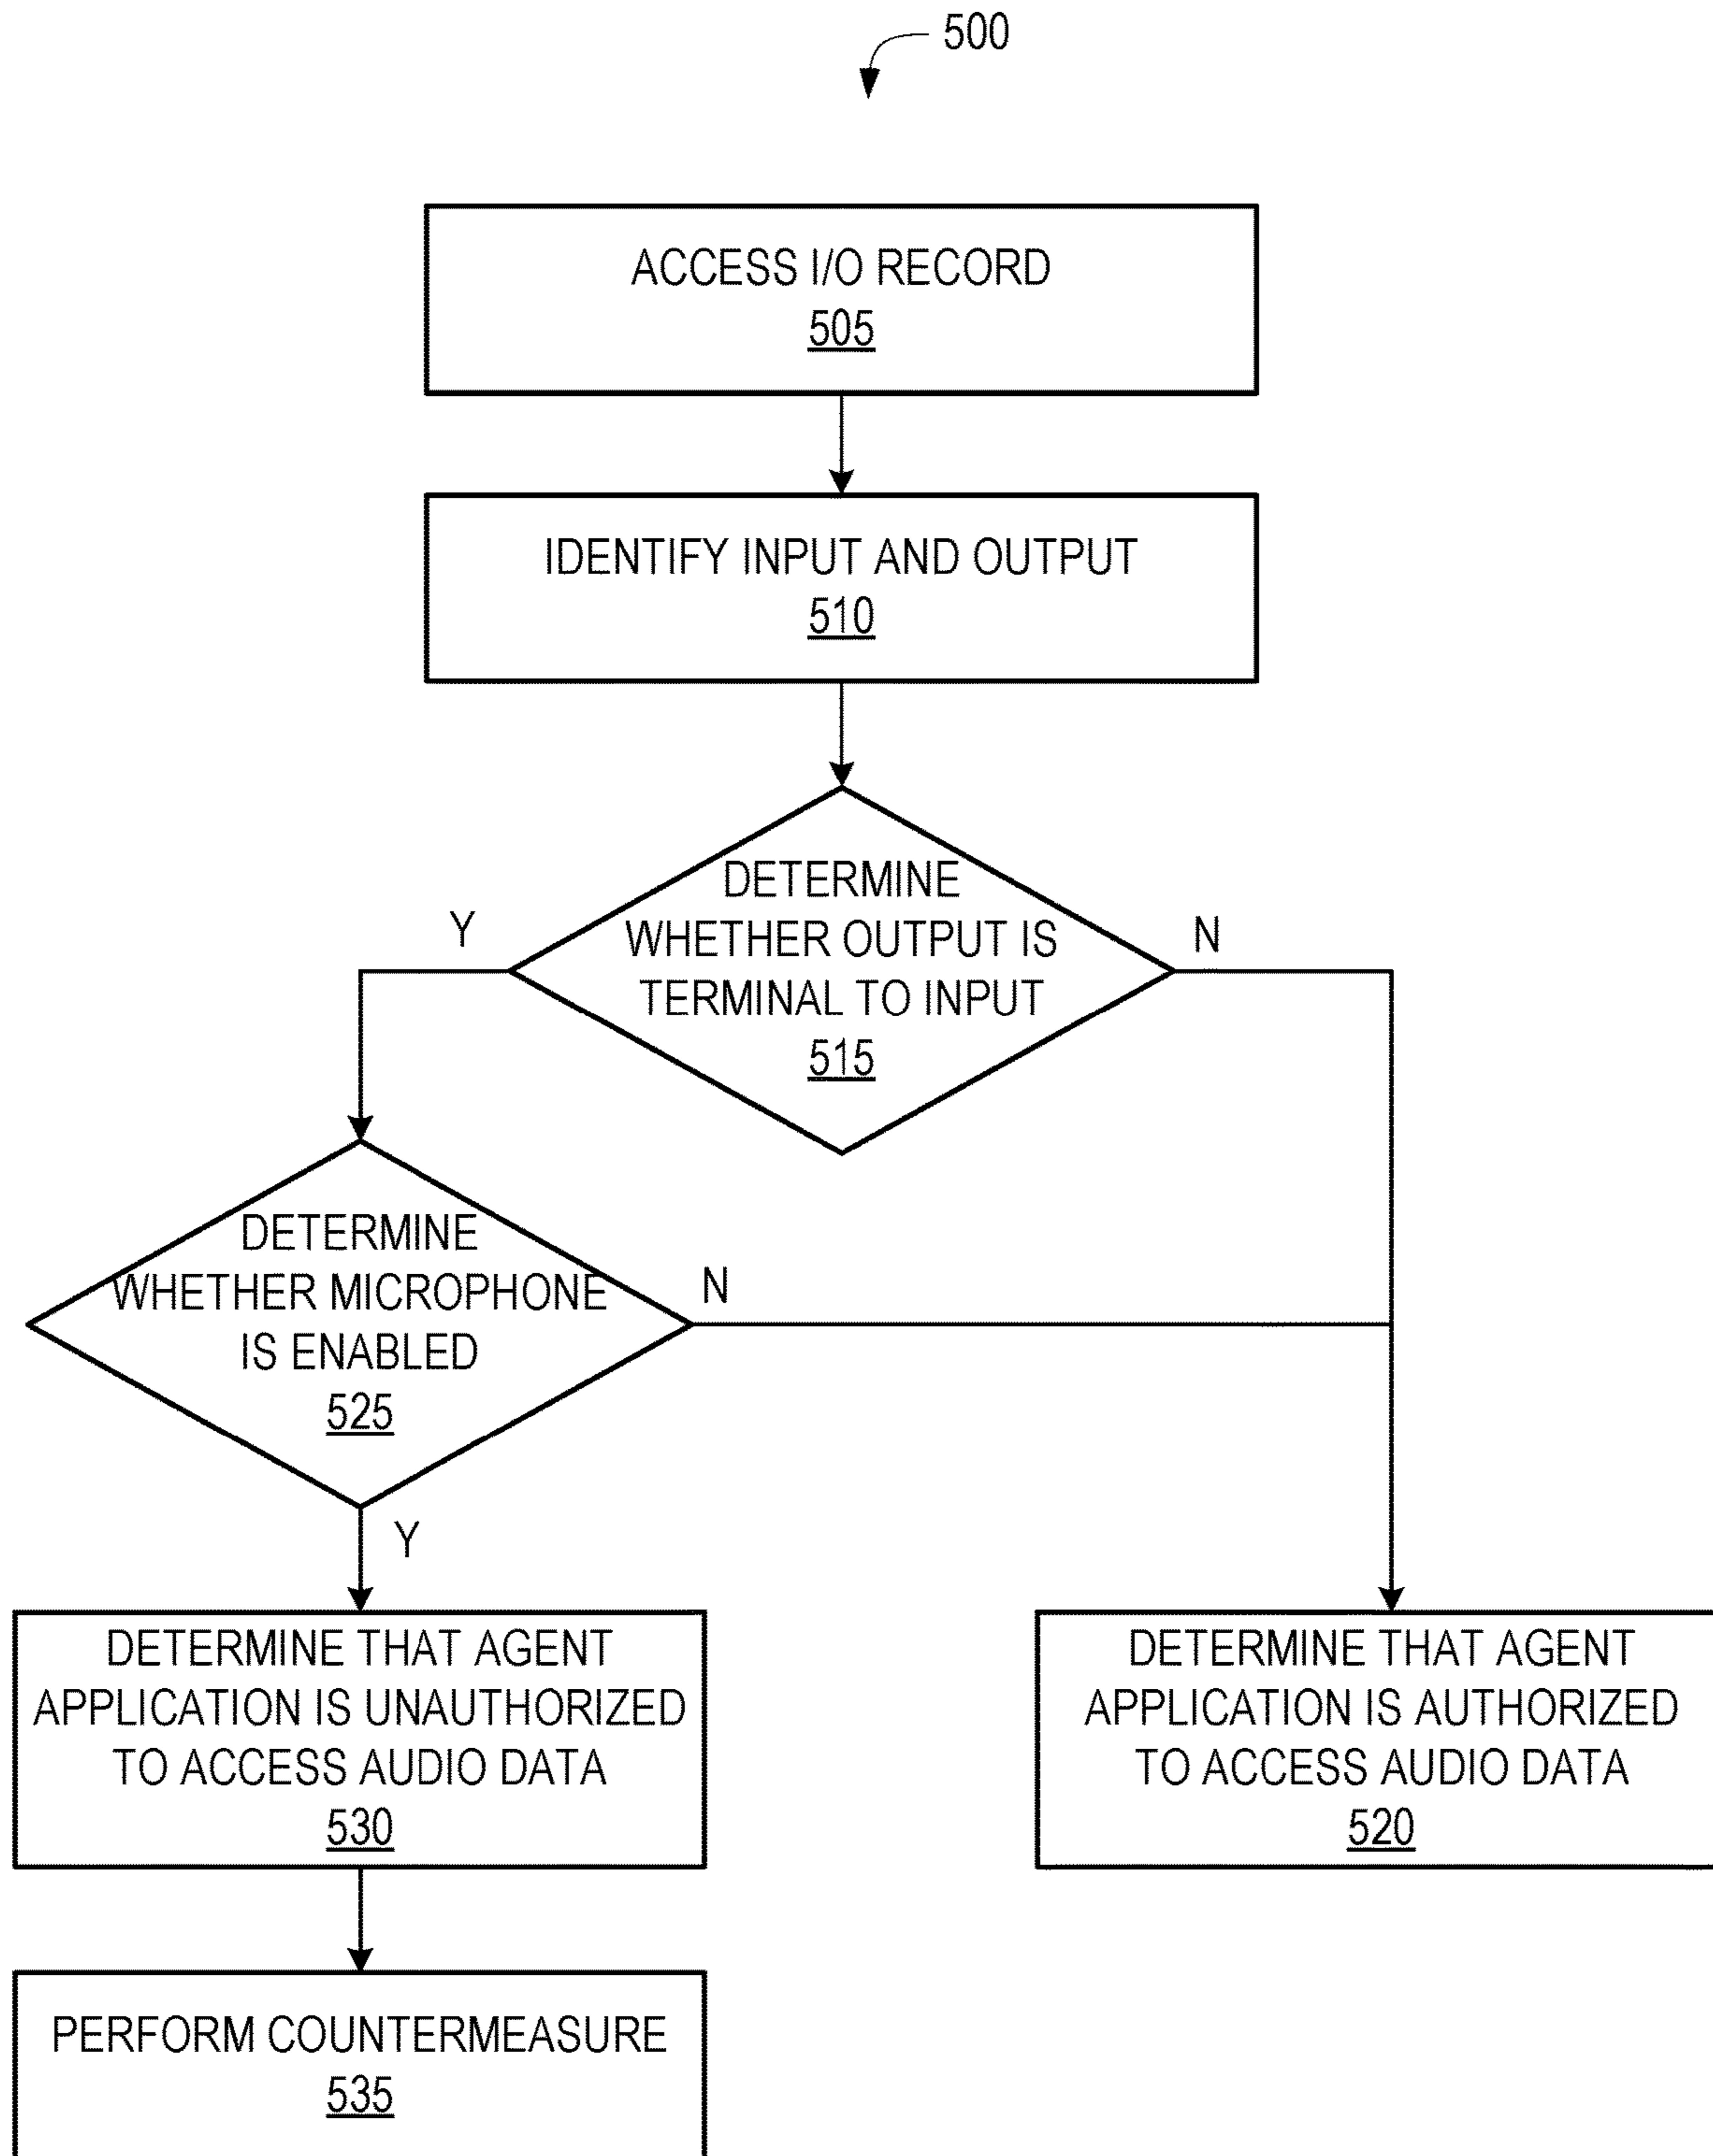 500
ACCESS I/O RECORD
505
IDENTIFY INPUT AND OUTPUT
510
DETERMINE
WHETHER OUTPUT IS
TERMINAL TO INPUT
515
Y
N
DETERMINE
WHETHER MICROPHONE
IS ENABLED
525
N
Y
DETERMINE THAT AGENT
APPLICATION IS UNAUTHORIZED
TO ACCESS AUDIO DATA
530
DETERMINE THAT AGENT
APPLICATION IS AUTHORIZED
TO ACCESS AUDIO DATA
520
PERFORM COUNTERMEASURE
535